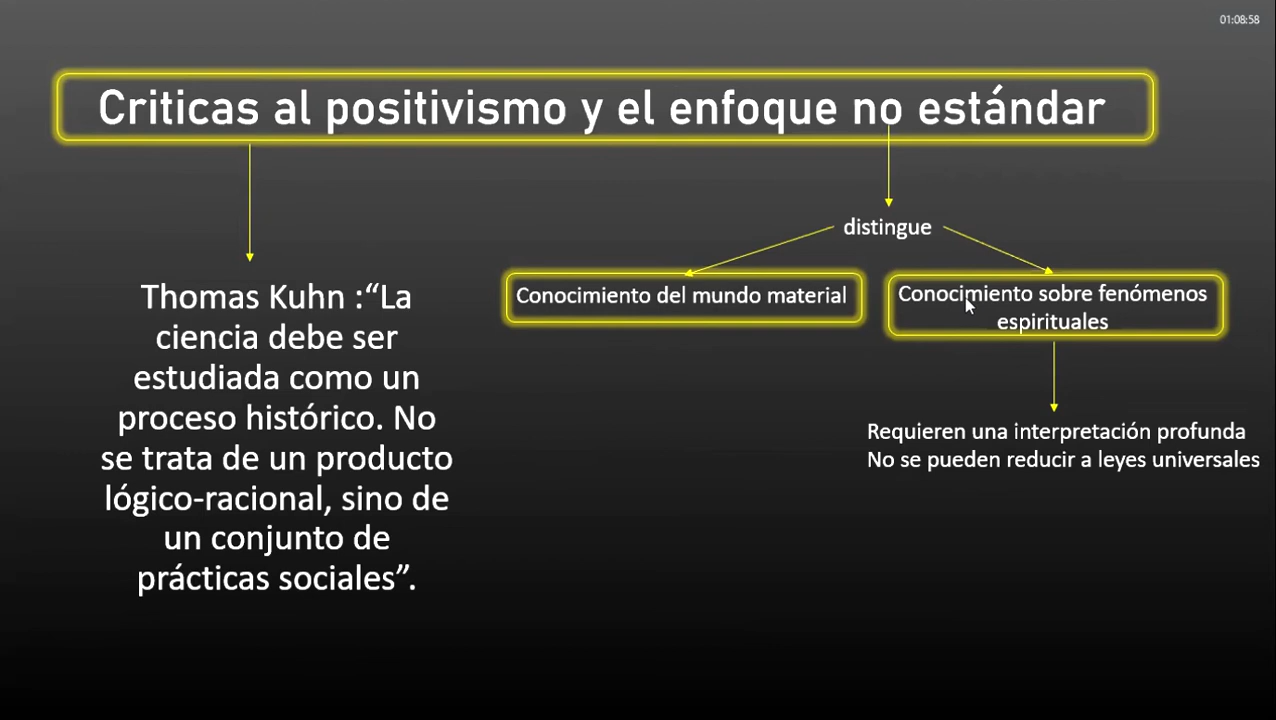 01:08:58
Criticas al positivismo y el enfoque no estándar
distingue
Thomas Kuhn :“La
ciencia debe ser
estudiada como un
proceso histórico. No
se trata de un producto
lógico-racional, sino de
un conjunto de
prácticas sociales”.
Conocimiento del mundo material
Conocimiento sobre fenómenos
espirituales
Requieren una interpretación profunda
No se pueden reducir a leyes universales